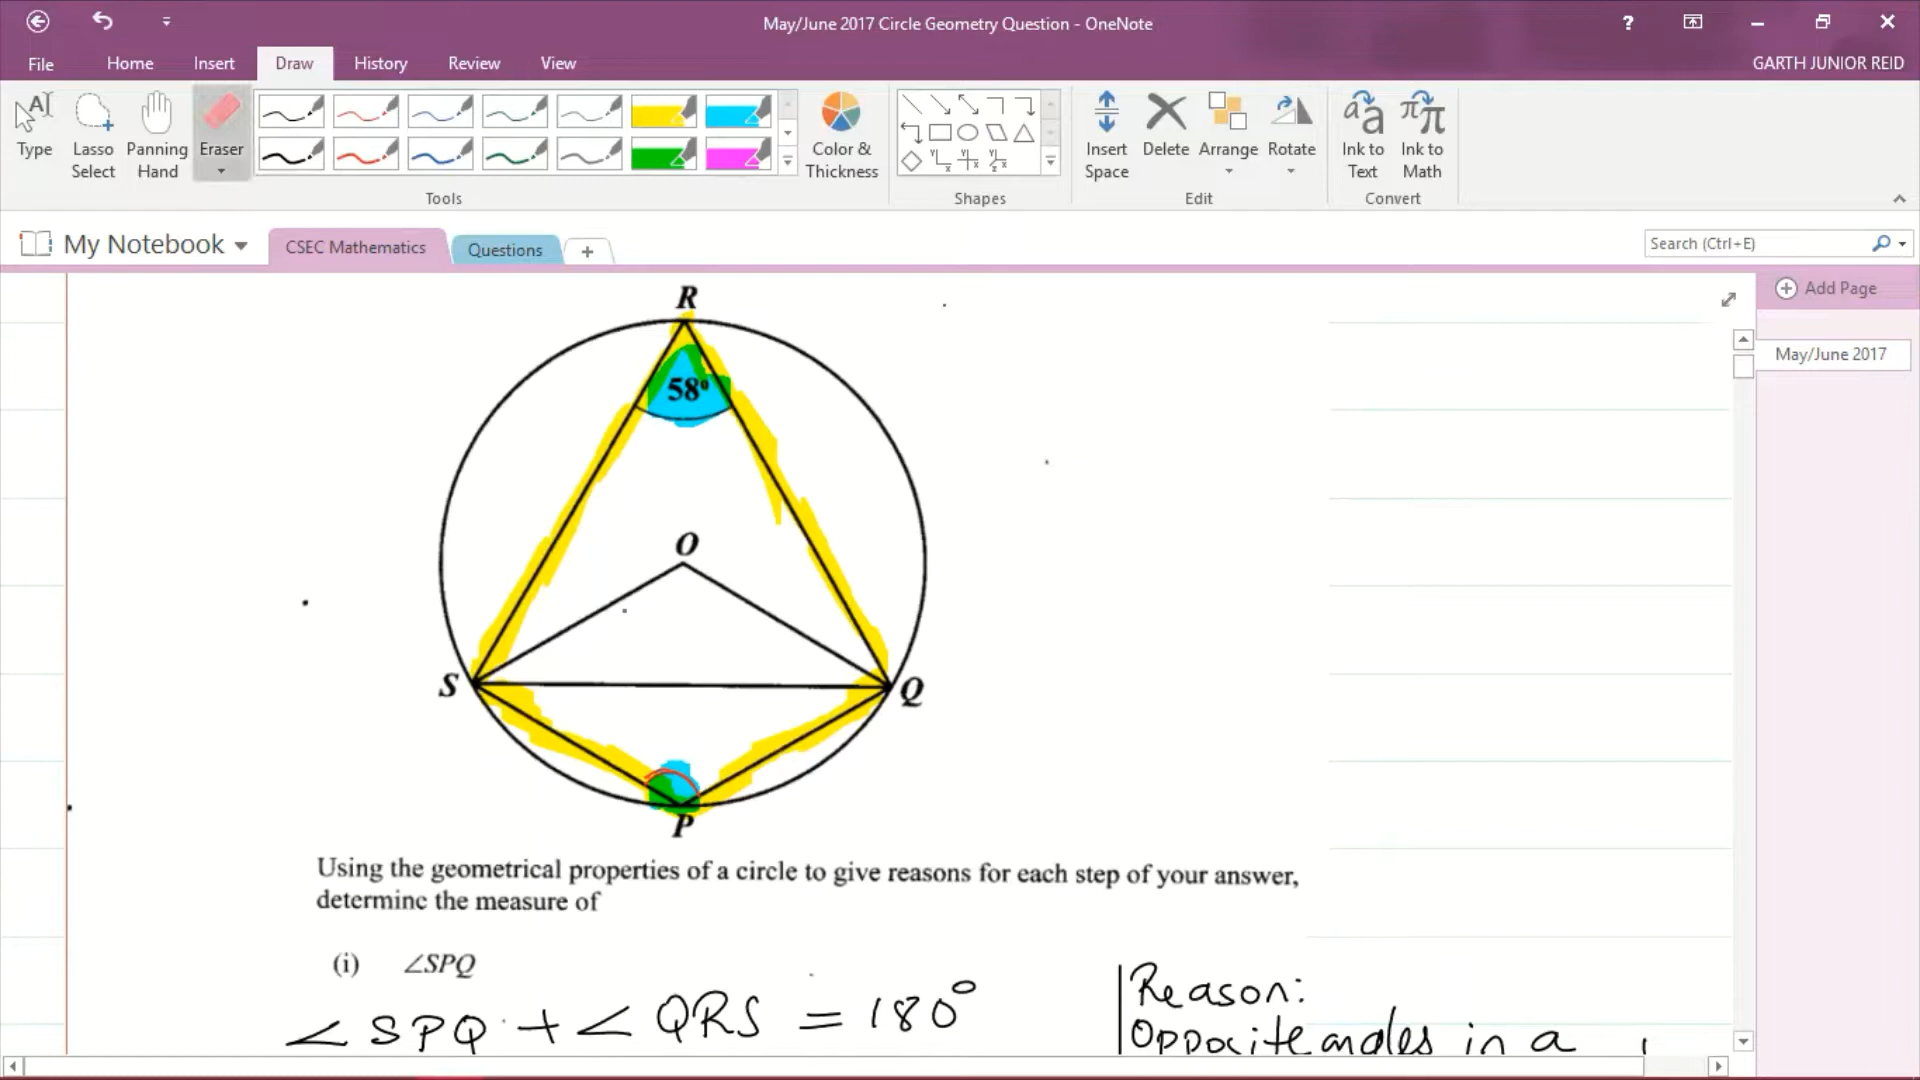 May/June 2017 Circle Geometry Question - OneNote
?
File Home Insert Draw History Review View
GARTH JUNIOR REID
Type
Lasso Select
Panning Hand
Eraser
Color & Thickness
Insert Space
Delete
Arrange
Rotate
Ink to Text
Ink to Math
Tools
Shapes
Edit
Convert
My Notebook
CSEC Mathematics
Questions
Search (Ctrl+E)
Add Page
May/June 2017
R
58°
O
S
Q
P
Using the geometrical properties of a circle to give reasons for each step of your answer,
determine the measure of
(i) ∠SPQ
∠SPQ + ∠QRS = 180°
Reason:
Opposite angles in a